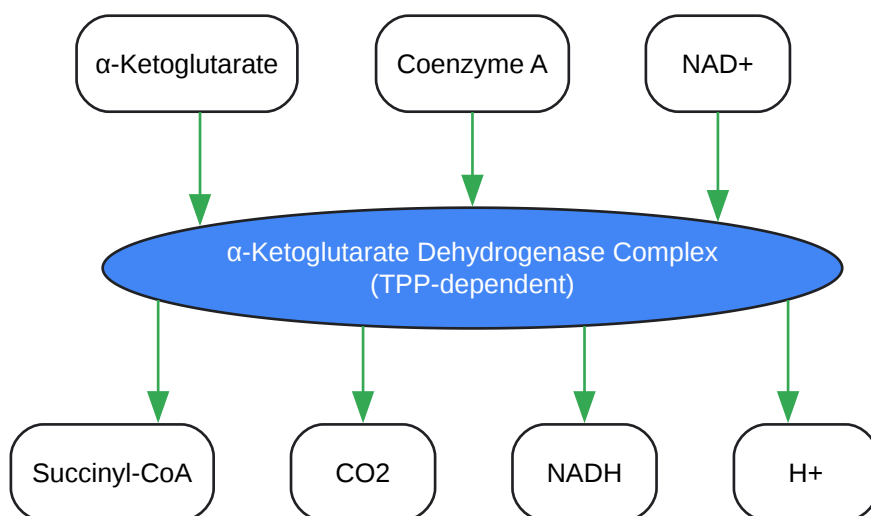 α-Ketoglutarate
Coenzyme A
NAD+
α-Ketoglutarate Dehydrogenase Complex
(TPP-dependent)
Succinyl-CoA
CO2
NADH
H+